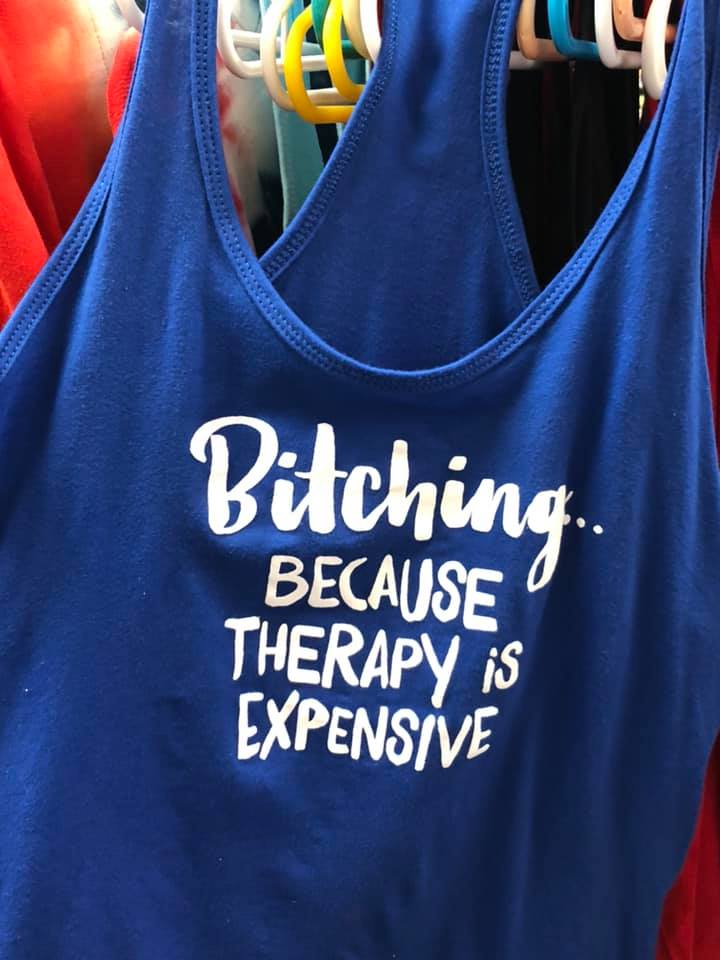 Bitching..
BECAUSE
THERAPY iS
EXPENSIVE